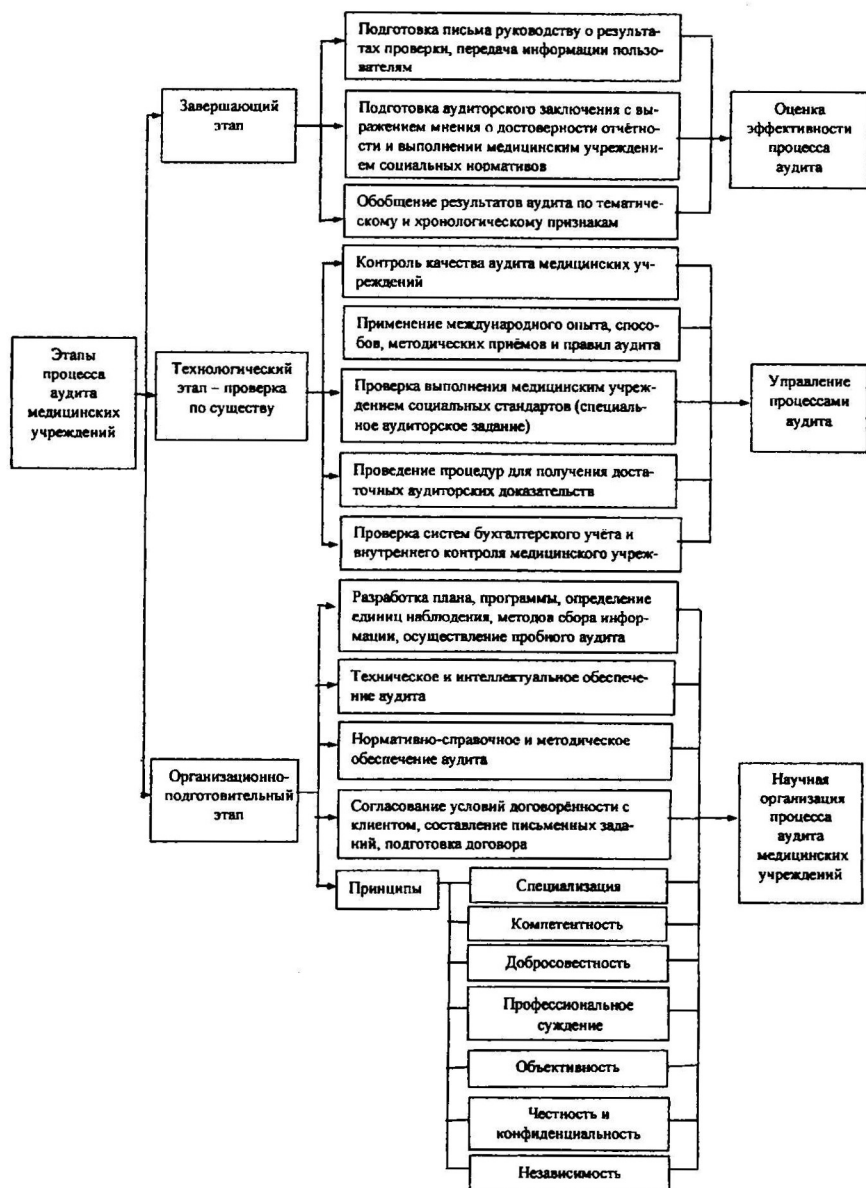 Подготовка письма руководству о результа-
тах проверки, передача информации пользо-
вателям
Завершающий
этап
Подготовка аудиторского заключения с вы-
ражением мнения о достоверности отчётно-
сти и выполнении медицинским учреждени-
ем социальных нормативов
Оценка
эффективности
процесса
аудита
Обобщение результатов аудита по тематиче-
скому и хронологическому признакам
Контроль качества аудита медицинских уч-
реждений
Применение международного опыта, спосо-
бов, методических приёмов и правил аудита
Этапы
процесса
аудита
медицинских
учреждений
Технологический
этап – проверка
по существу
Проверка выполнения медицинским учреж-
дением социальных стандартов (специаль-
ное аудиторское задание)
Управление
процессами
аудита
Проведение процедур для получения доста-
точных аудиторских доказательств
Проверка систем бухгалтерского учёта и
внутреннего контроля медицинского учреж-
Разработка плана, программы, определение
единиц наблюдения, методов сбора инфор-
мации, осуществление пробного аудита
Техническое и интеллектуальное обеспече-
ние аудита
Нормативно-справочное и методическое
обеспечение аудита
Организационно-
подготовительный
этап
Согласование условий договорённости с
клиентом, составление письменных зада-
ний, подготовка договора
Научная
организация
процесса
аудита
медицинских
учреждений
Принципы
Специализация
Компетентность
Добросовестность
Профессиональное
суждение
Объективность
Честность и
конфиденциальность
Независимость